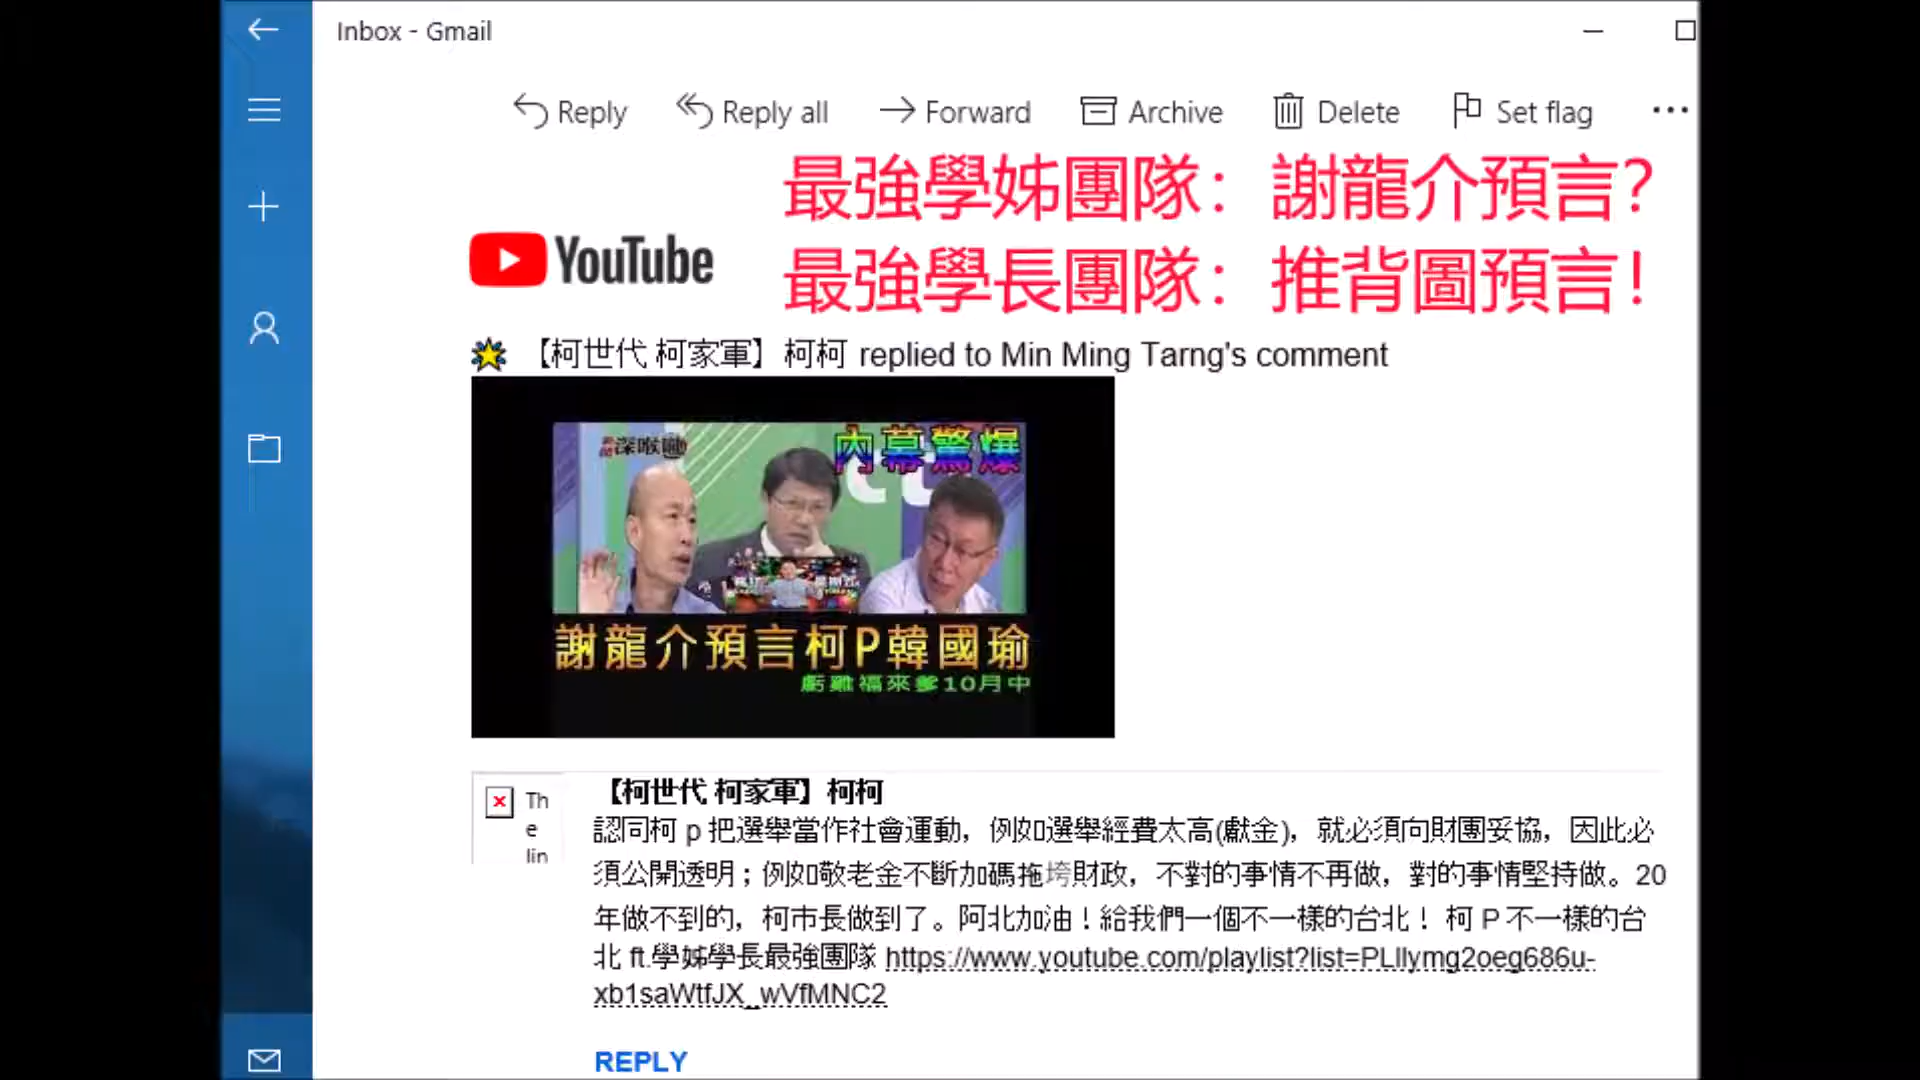 Inbox - Gmail
Reply
Reply all
Forward
Archive
Delete
Set flag
最強學姊團隊：謝龍介預言？
YouTube
最強學長團隊：推背圖預言！
【柯世代 柯家軍】柯柯 replied to Min Ming Tarng's comment
深喉嚨
內幕驚爆
謝龍介預言柯P韓國瑜
虧雞福來爹10月中
The
lin
【柯世代 柯家軍】柯柯
認同柯 p 把選舉當作社會運動，例如選舉經費太高(獻金)，就必須向財團妥協，因此必
須公開透明；例如敬老金不斷加碼拖垮財政，不對的事情不再做，對的事情堅持做。20
年做不到的，柯市長做到了。阿北加油！給我們一個不一樣的台北！ 柯 P 不一樣的台
北 ft.學姊學長最強團隊 https://www.youtube.com/playlist?list=PLllymg2oeg686u-
xb1saWtfJX_wVfMNC2
REPLY